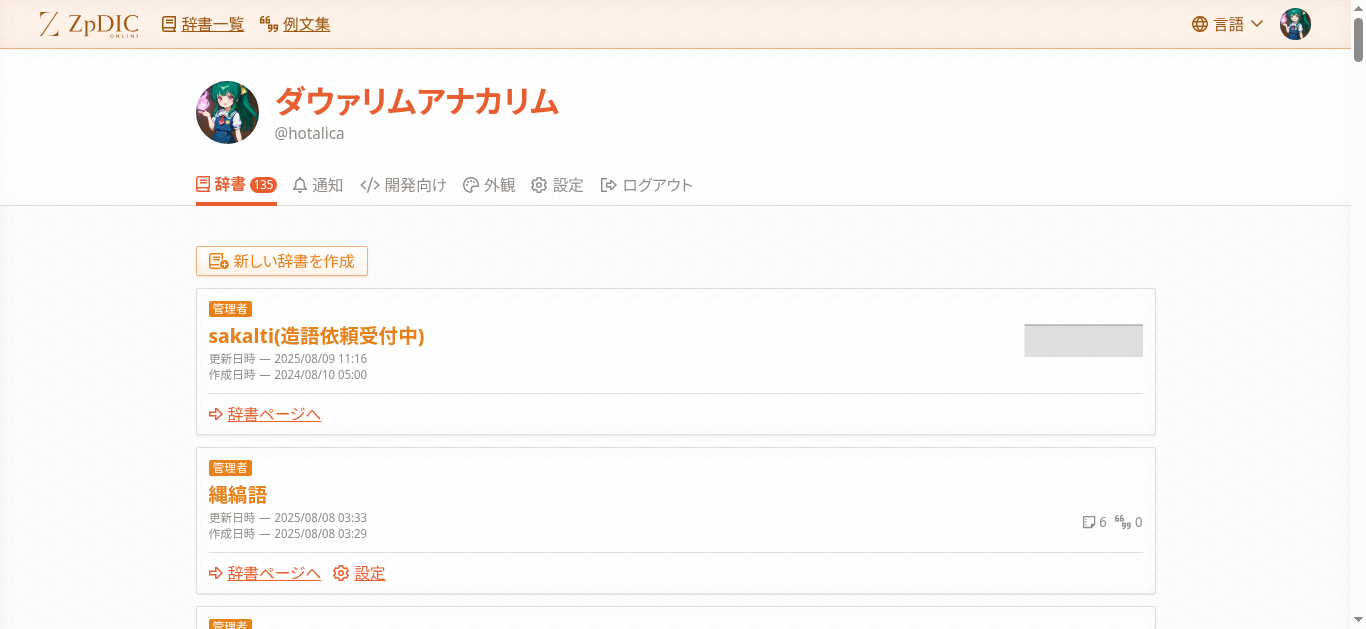 ZpDIC ONLINE 辞書一覧 例文集 言語
ダウァリムアナカリム
@hotalica
辞書 135 通知 開発向け 外観 設定 ログアウト
新しい辞書を作成
管理者
sakalti(造語依頼受付中)
更新日時 — 2025/08/09 11:16
作成日時 — 2024/08/10 05:00
辞書ページへ
管理者
縄縞語
更新日時 — 2025/08/08 03:33
作成日時 — 2025/08/08 03:29
6 0
辞書ページへ 設定
管理者